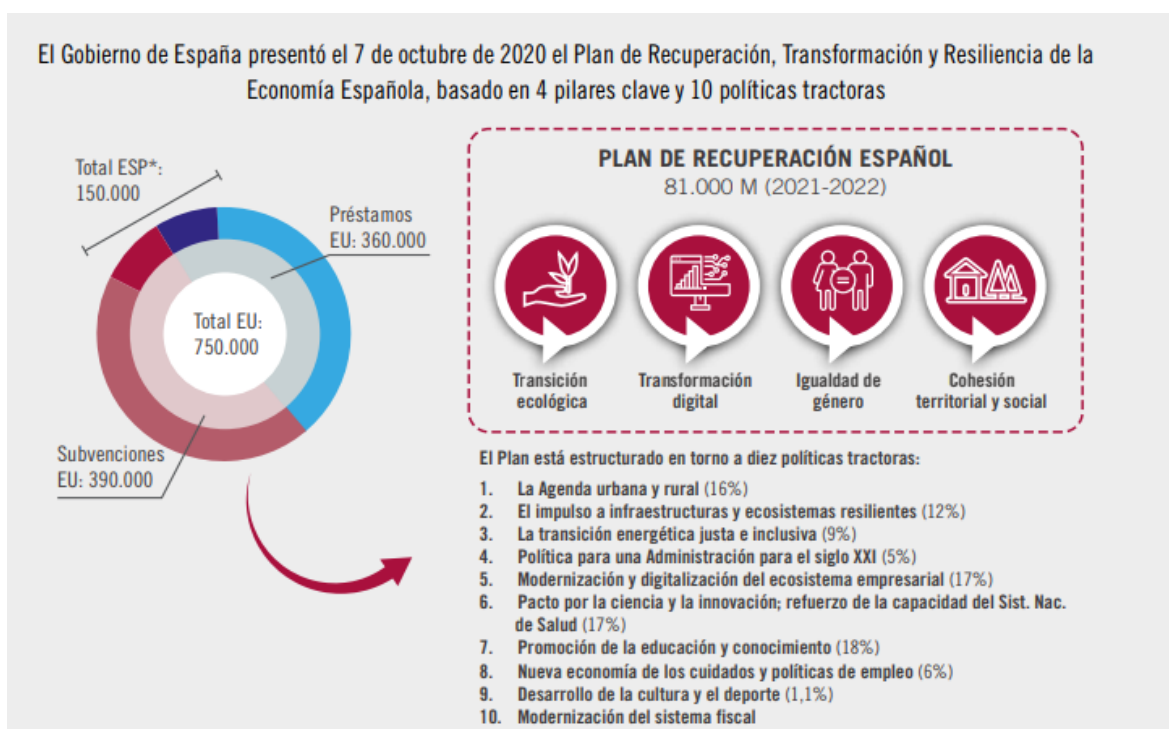 El Gobierno de España presentó el 7 de octubre de 2020 el Plan de Recuperación, Transformación y Resiliencia de la
Economía Española, basado en 4 pilares clave y 10 políticas tractoras
Total ESP*:
150.000
Préstamos
EU: 360.000
Total EU:
750.000
Subvenciones
EU: 390.000
PLAN DE RECUPERACIÓN ESPAÑOL
81.000 M (2021-2022)
Transición
ecológica
Transformación
digital
Igualdad de
género
Cohesión
territorial y social
El Plan está estructurado en torno a diez políticas tractoras:
1. La Agenda urbana y rural (16%)
2. El impulso a infraestructuras y ecosistemas resilientes (12%)
3. La transición energética justa e inclusiva (9%)
4. Política para una Administración para el siglo XXI (5%)
5. Modernización y digitalización del ecosistema empresarial (17%)
6. Pacto por la ciencia y la innovación; refuerzo de la capacidad del Sist. Nac.
de Salud (17%)
7. Promoción de la educación y conocimiento (18%)
8. Nueva economía de los cuidados y políticas de empleo (6%)
9. Desarrollo de la cultura y el deporte (1,1%)
10. Modernización del sistema fiscal